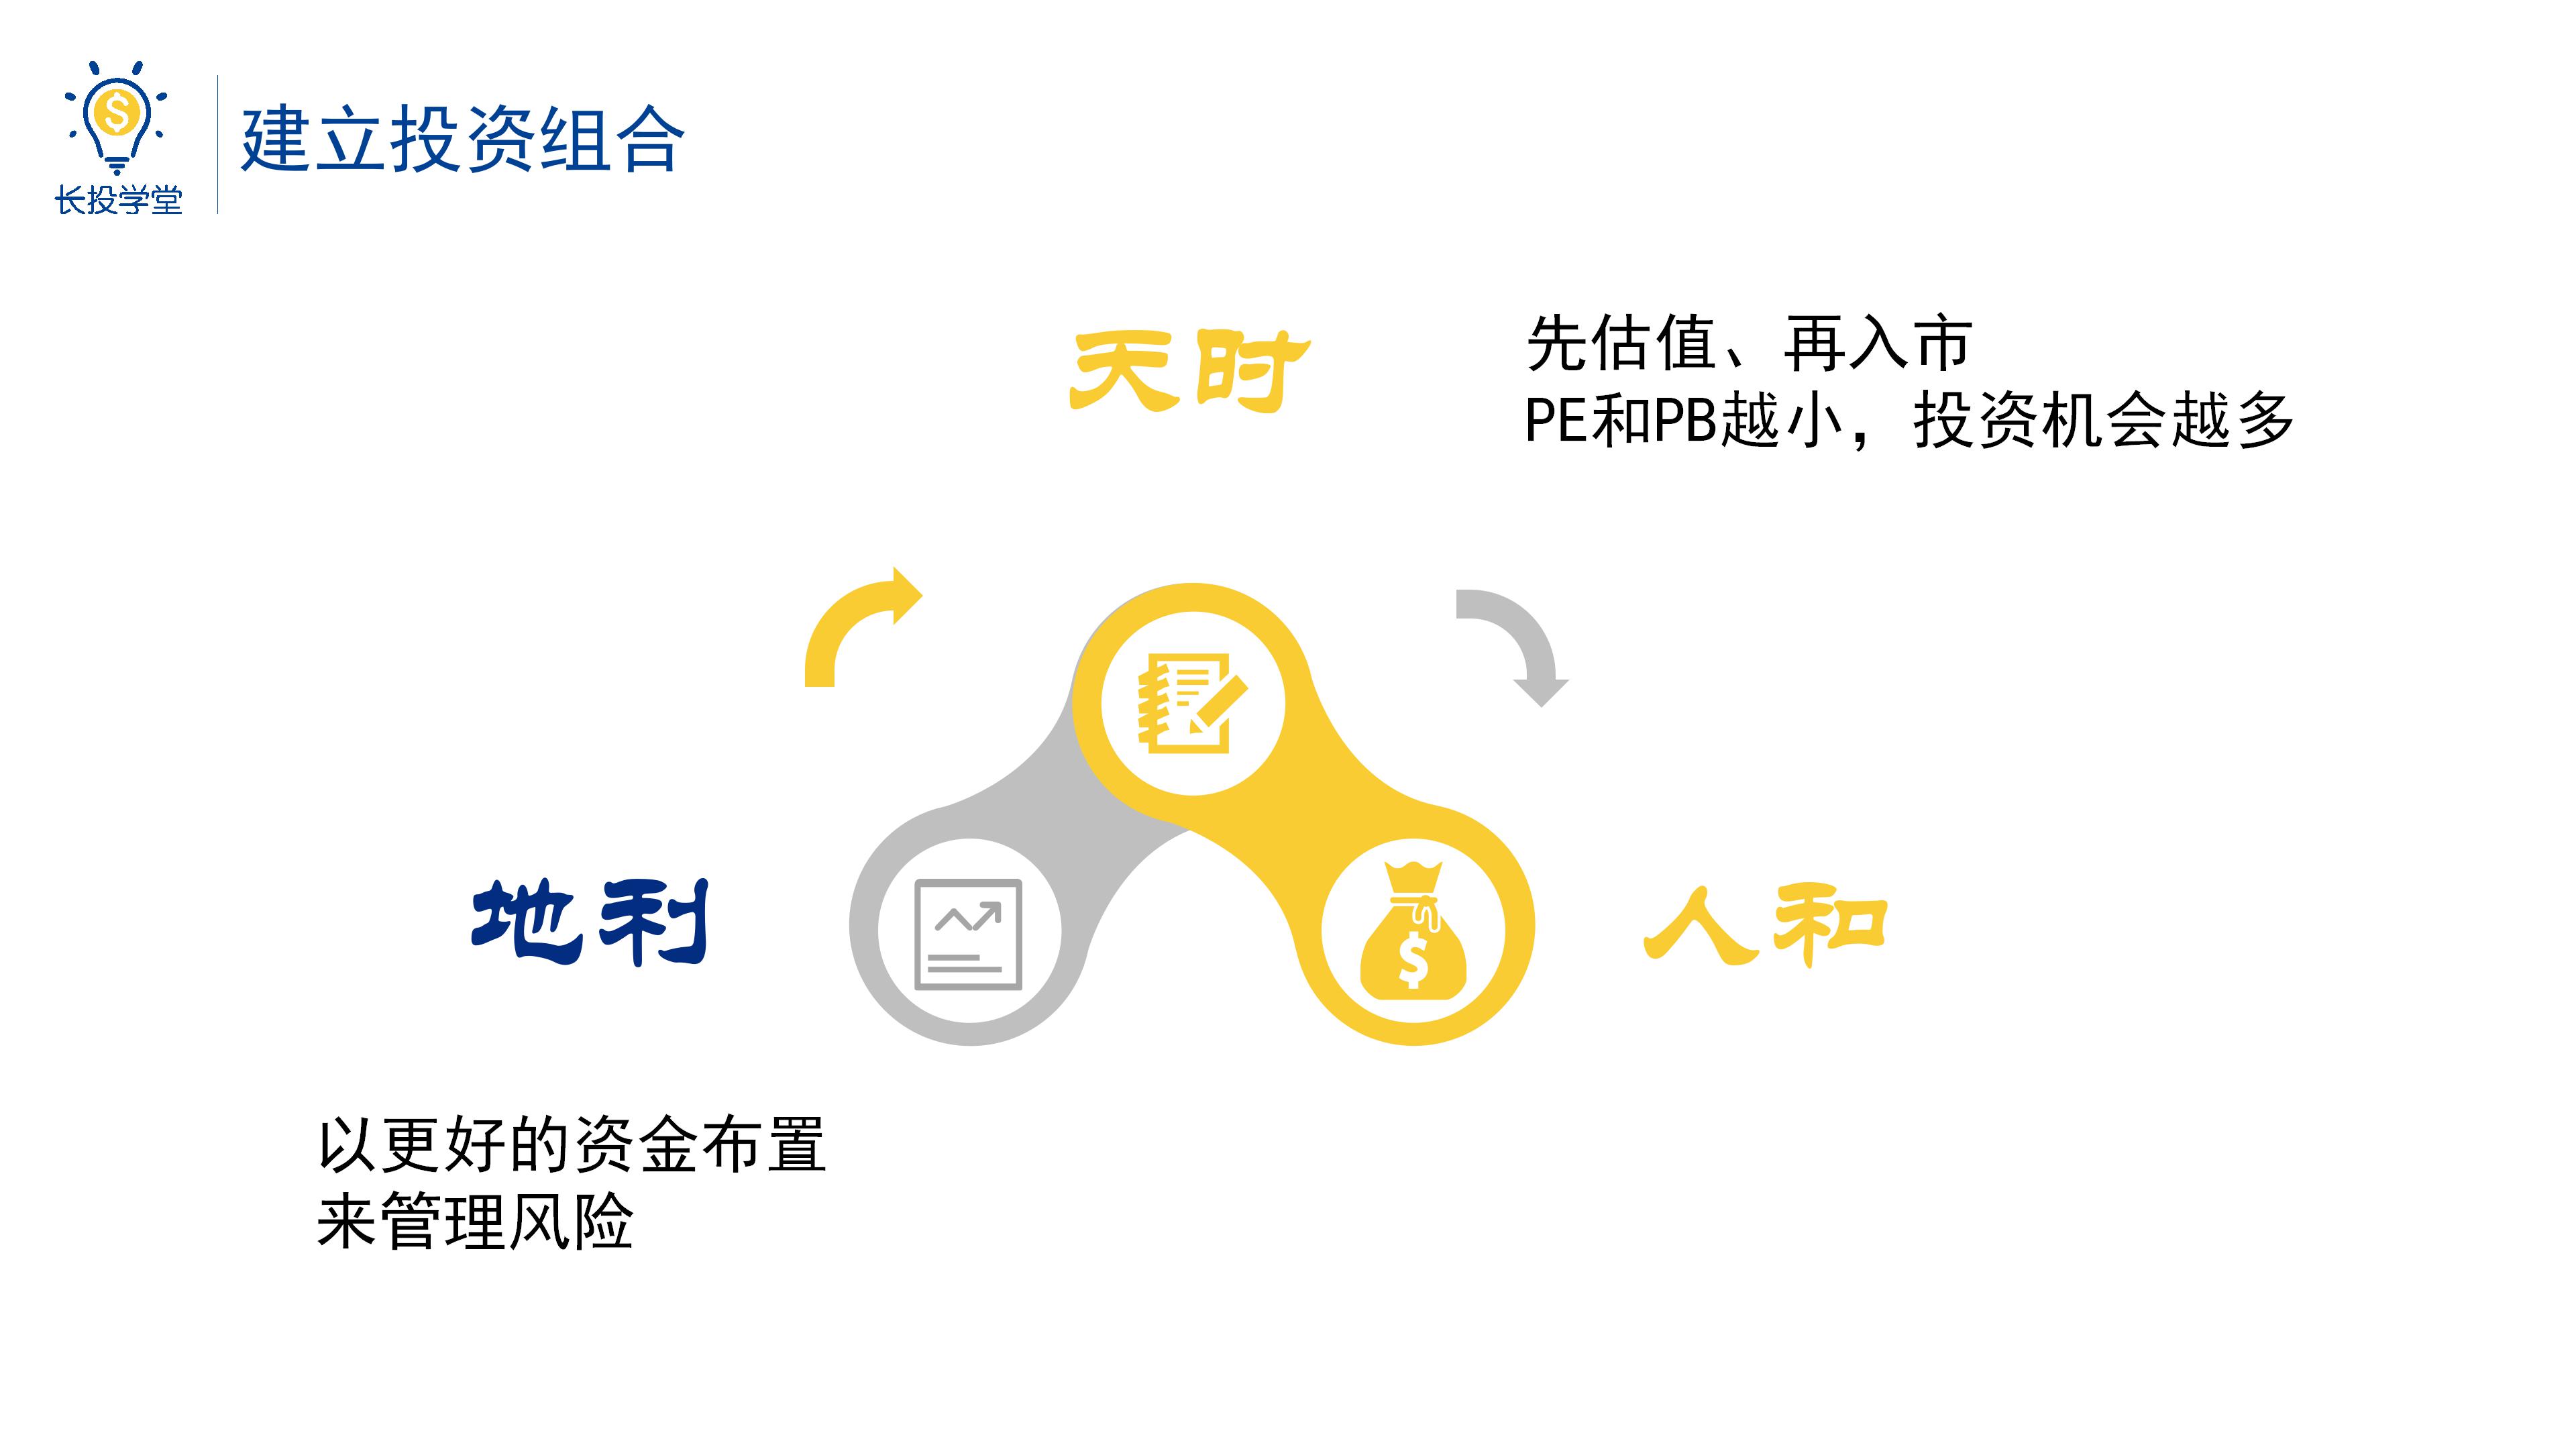 长投学堂
建立投资组合
天时
先估值、再入市
PE和PB越小，投资机会越多
地利
人和
以更好的资金布置
来管理风险